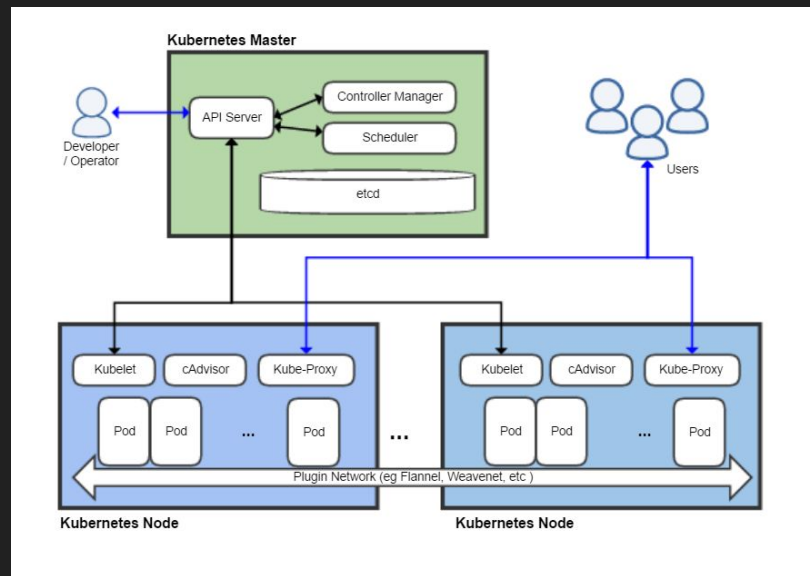 Kubernetes Master
API Server
Controller Manager
Scheduler
etcd
Developer
/ Operator
Users
Kubelet
cAdvisor
Kube-Proxy
Pod
Pod
...
Pod
Kubernetes Node
...
Kubelet
cAdvisor
Kube-Proxy
Pod
Pod
...
Pod
Plugin Network (eg Flannel, Weavenet, etc )
Kubernetes Node